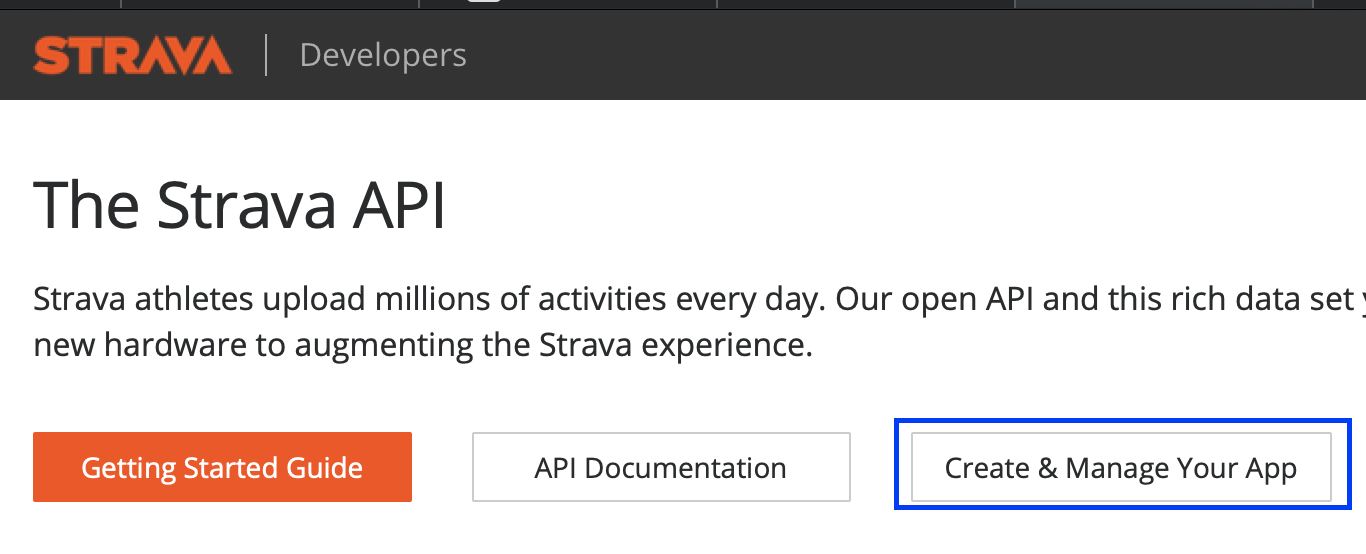 STRAVA Developers
The Strava API
Strava athletes upload millions of activities every day. Our open API and this rich data set
new hardware to augmenting the Strava experience.
Getting Started Guide API Documentation Create & Manage Your App